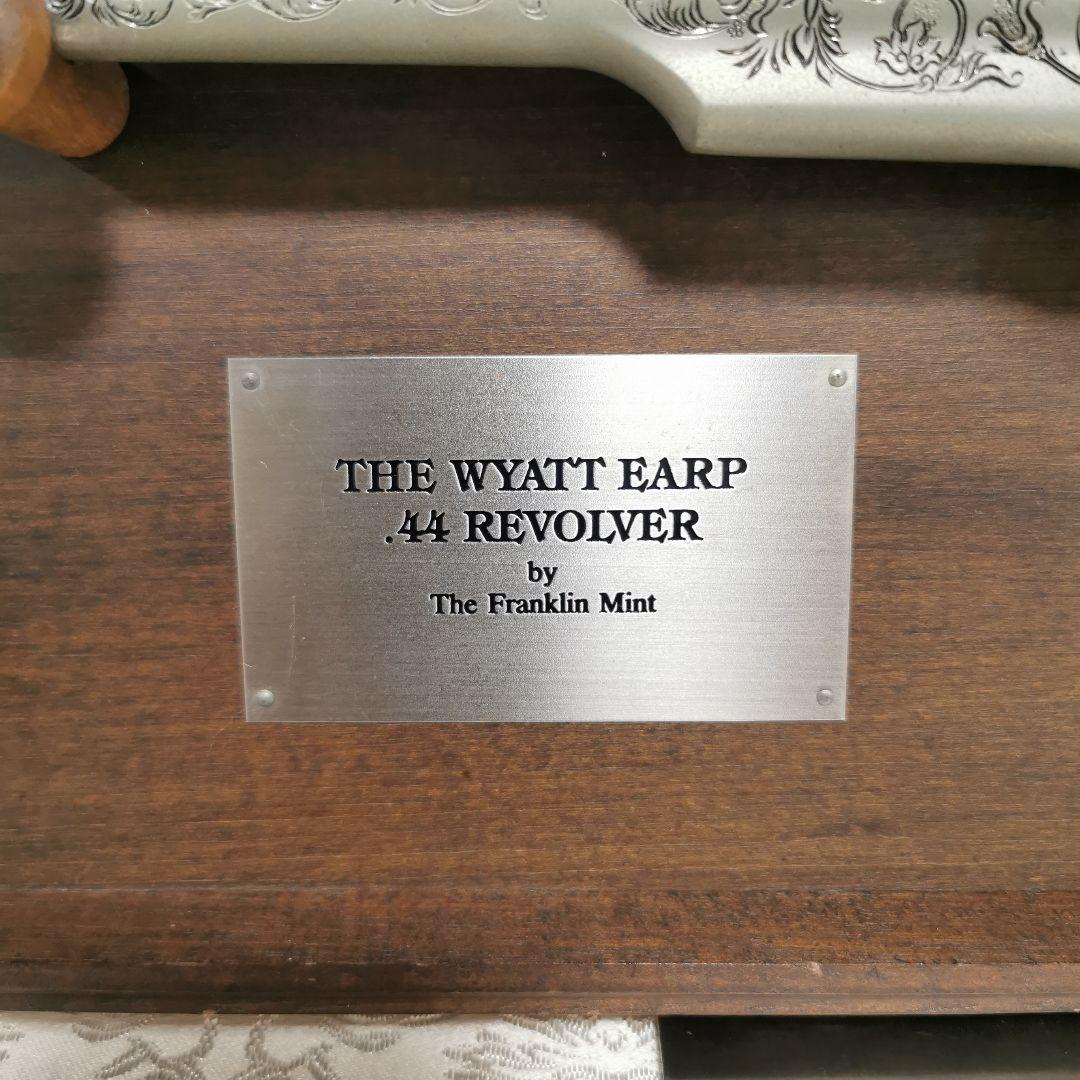 THE WYATT EARP
.44 REVOLVER
by
The Franklin Mint